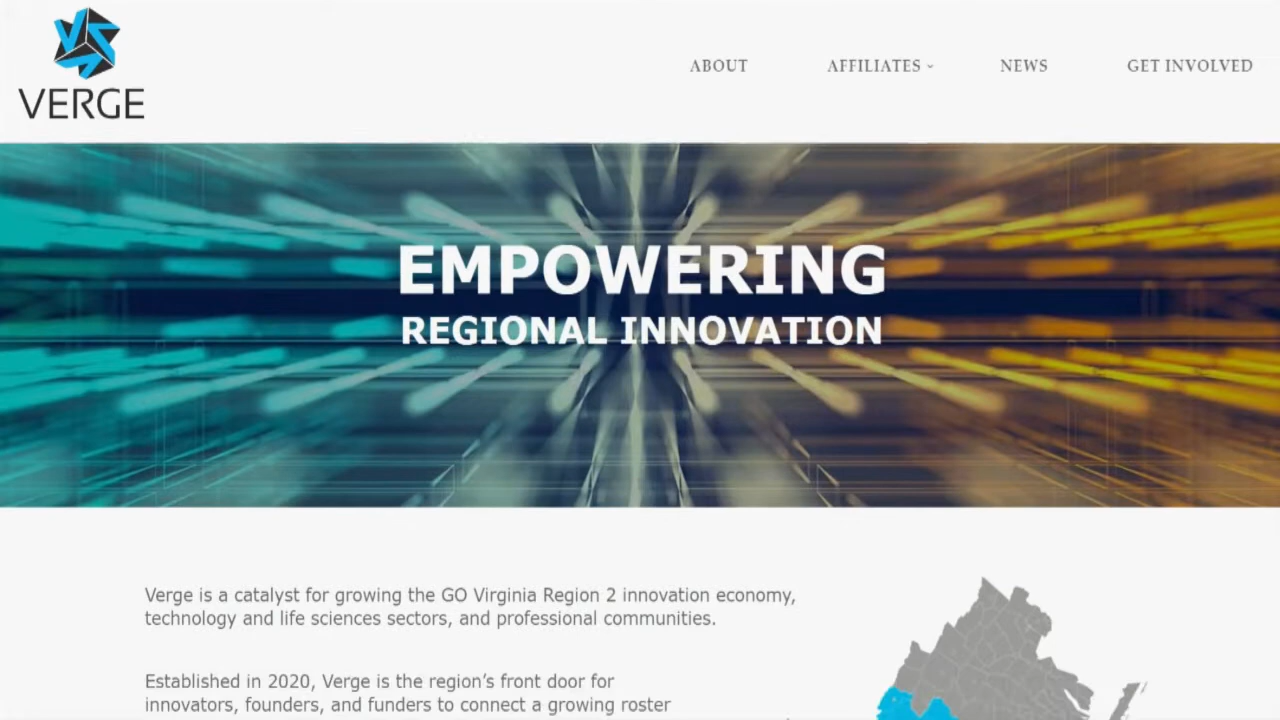 VERGE
ABOUT
AFFILIATES
NEWS
GET INVOLVED
EMPOWERING
REGIONAL INNOVATION
Verge is a catalyst for growing the GO Virginia Region 2 innovation economy,
technology and life sciences sectors, and professional communities.
Established in 2020, Verge is the region’s front door for
innovators, founders, and funders to connect a growing roster